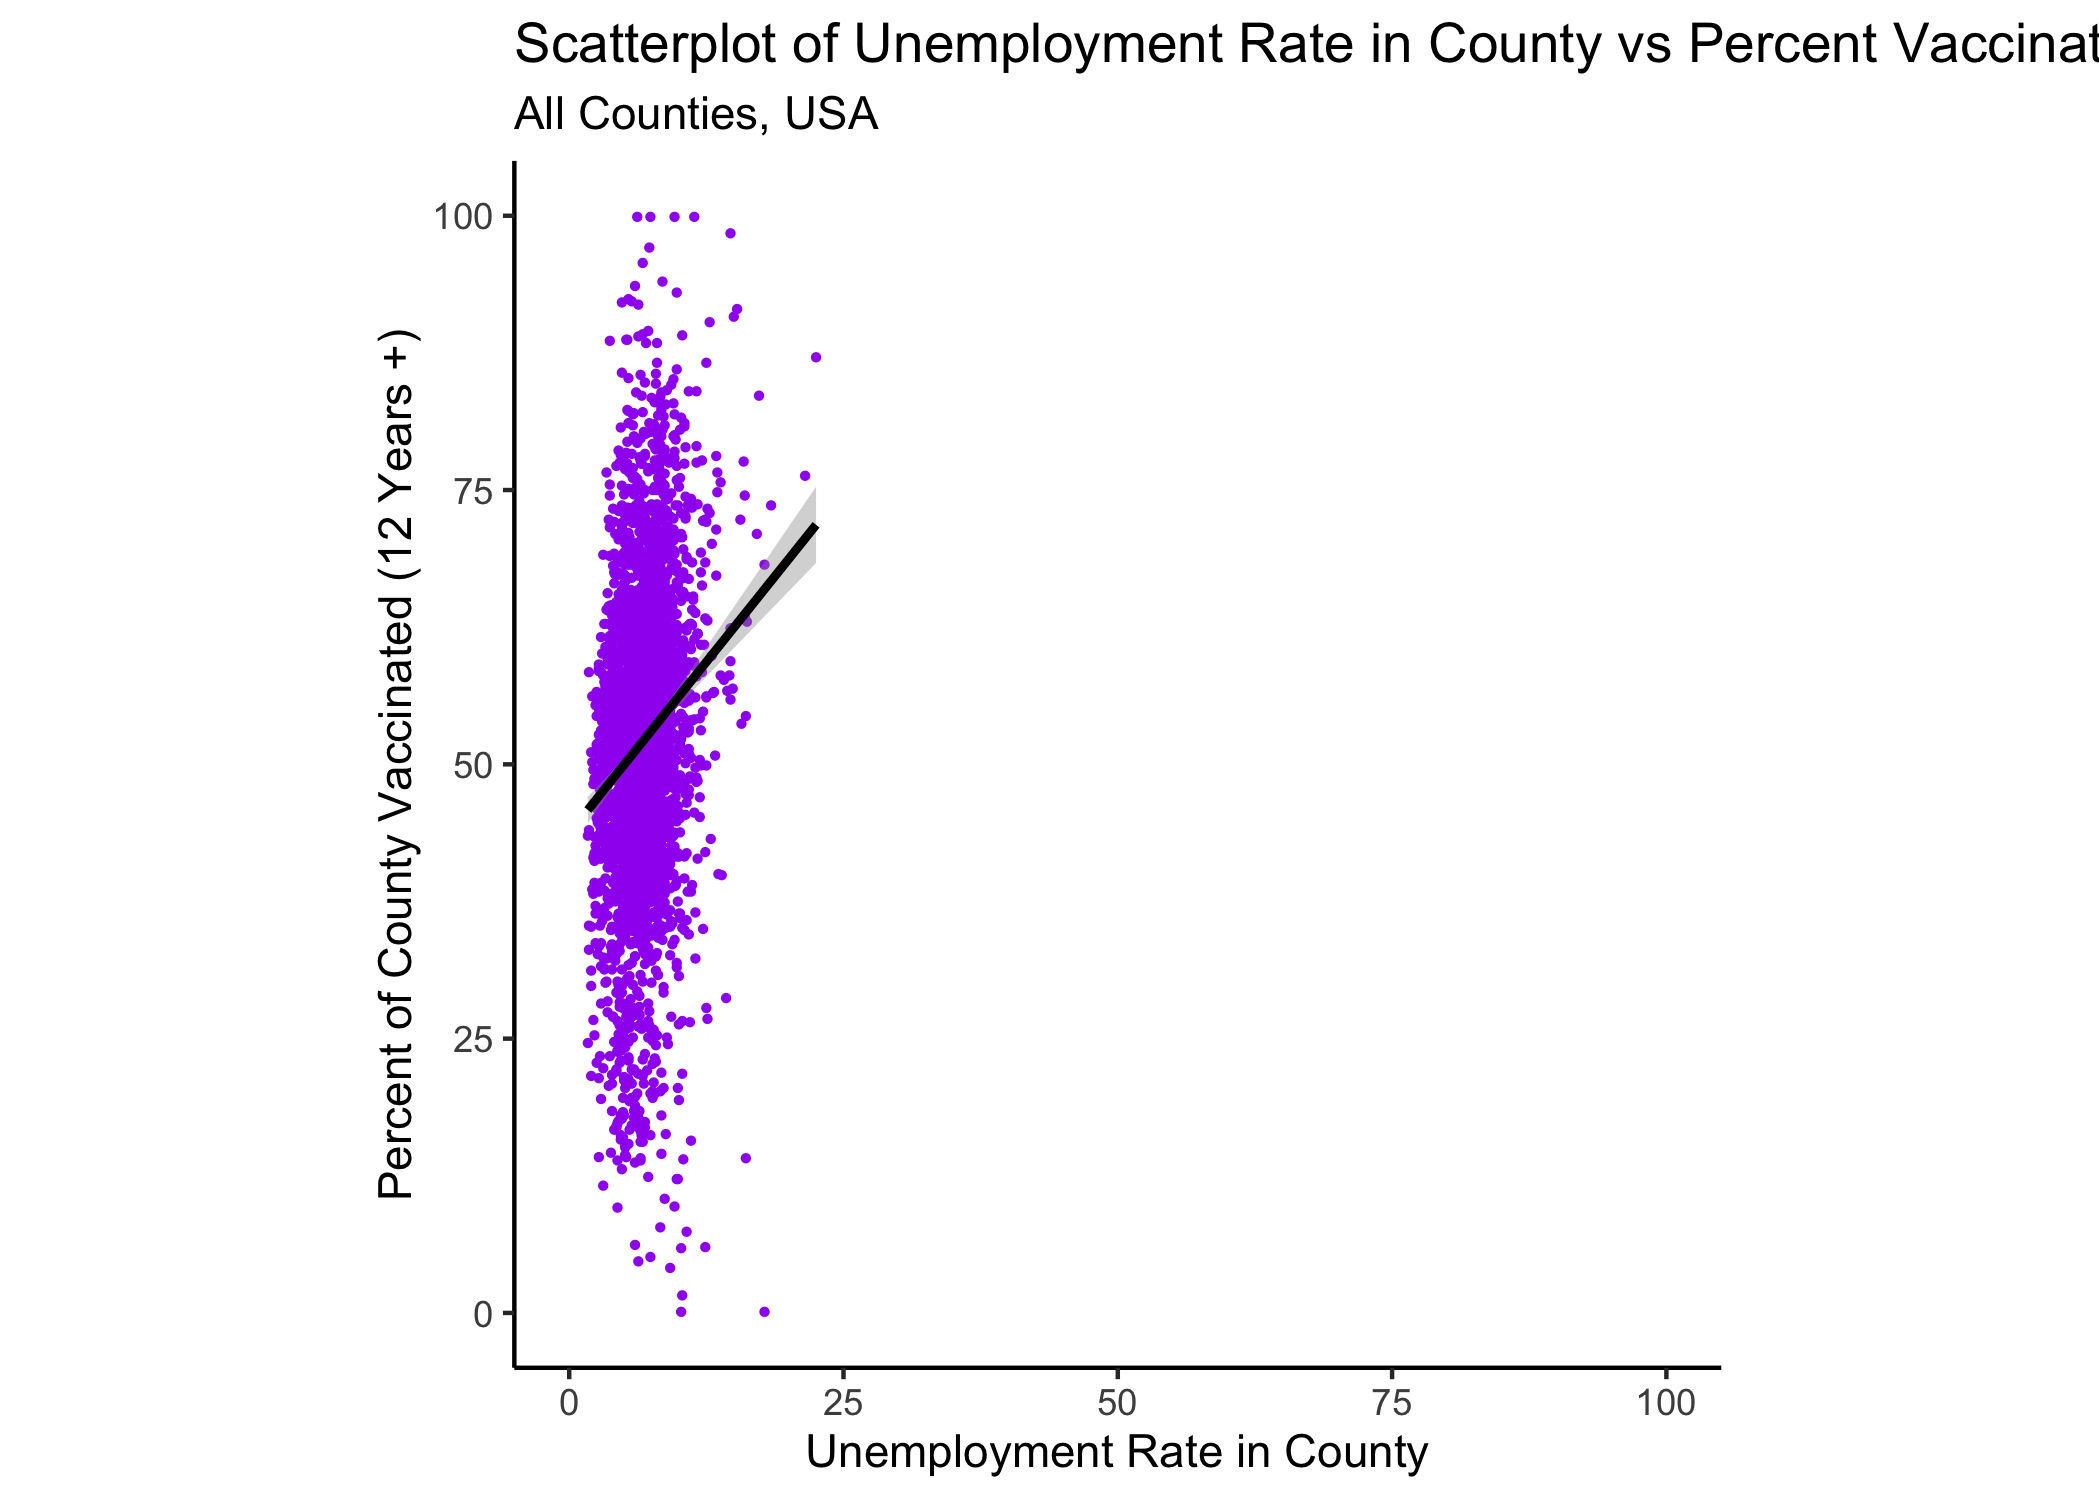 Scatterplot of Unemployment Rate in County vs Percent Vaccinat
All Counties, USA
Percent of County Vaccinated (12 Years +)
100
75
50
25
0
0 25 50 75 100
Unemployment Rate in County